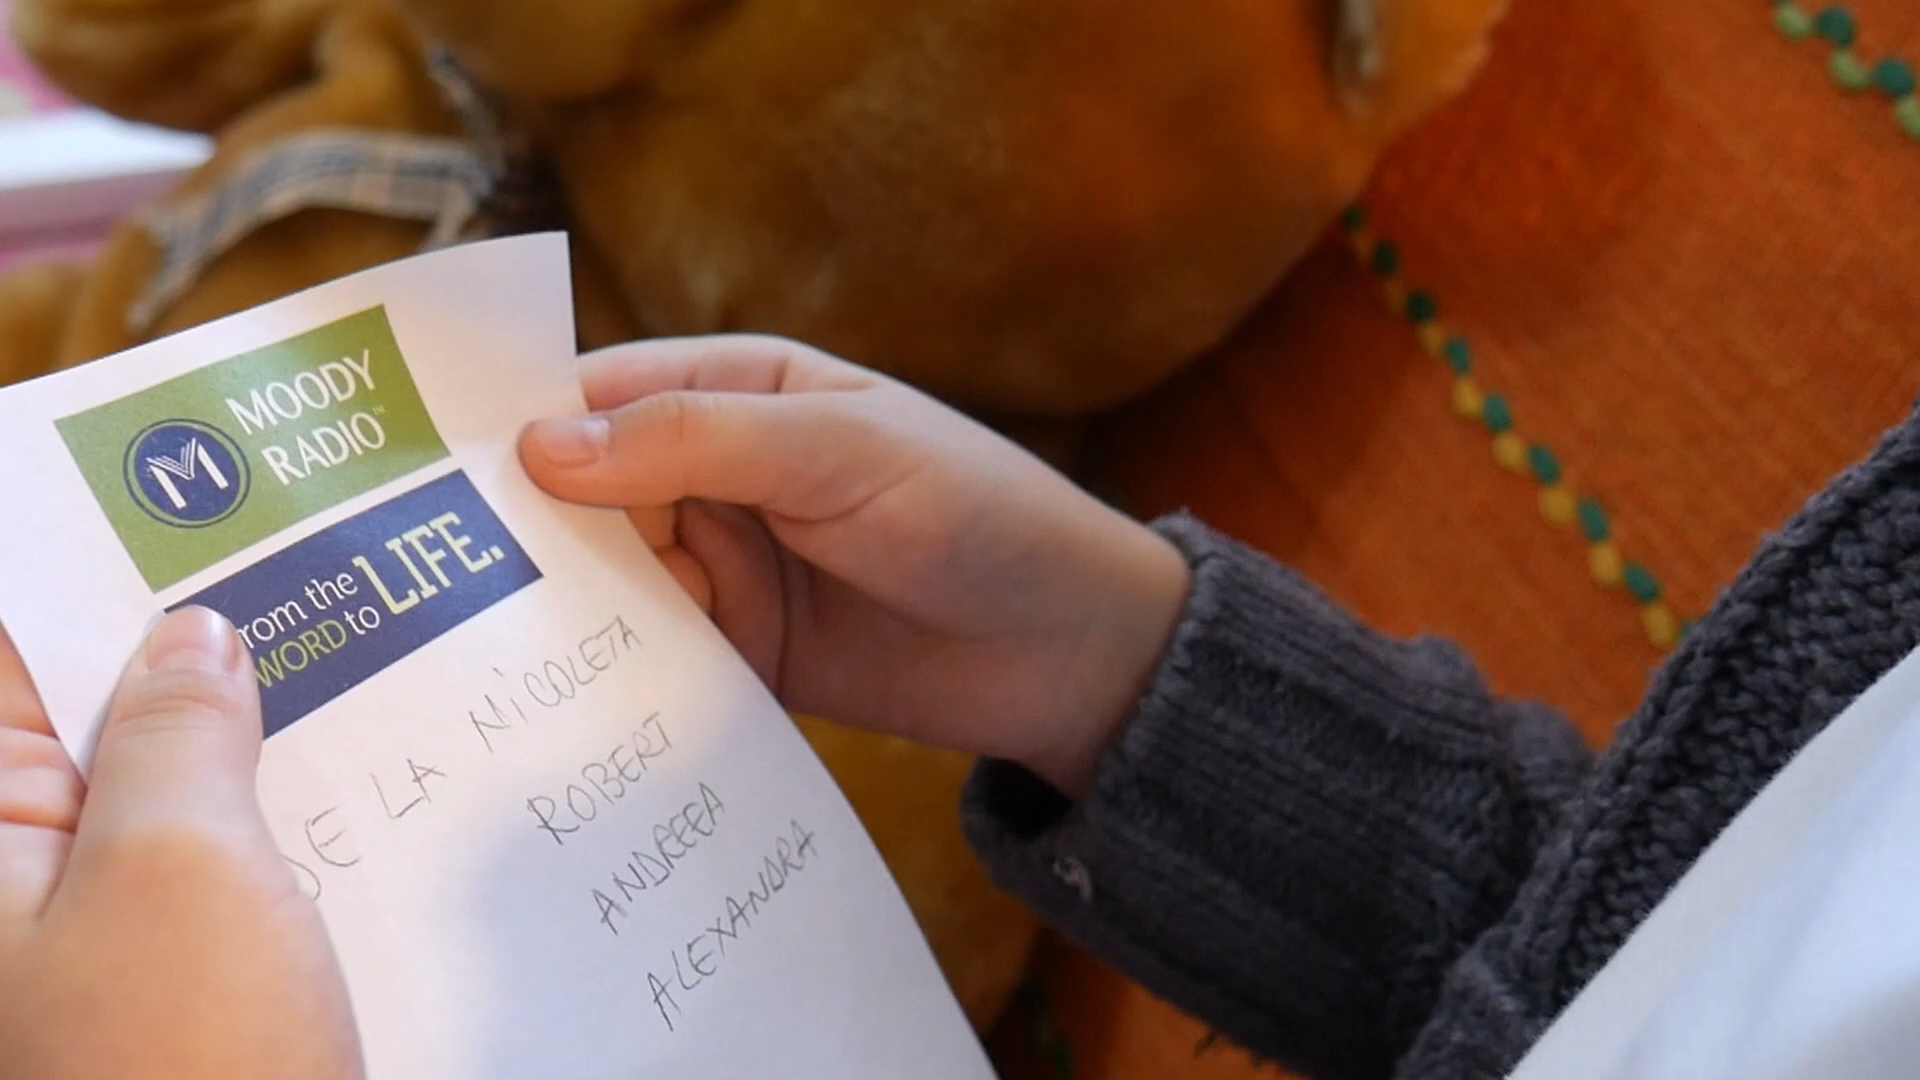 MOODY
RADIO™
from the
WORD to LIFE.
DE LA NICOLETA
ROBERT
ANDREEA
ALEXANDRA